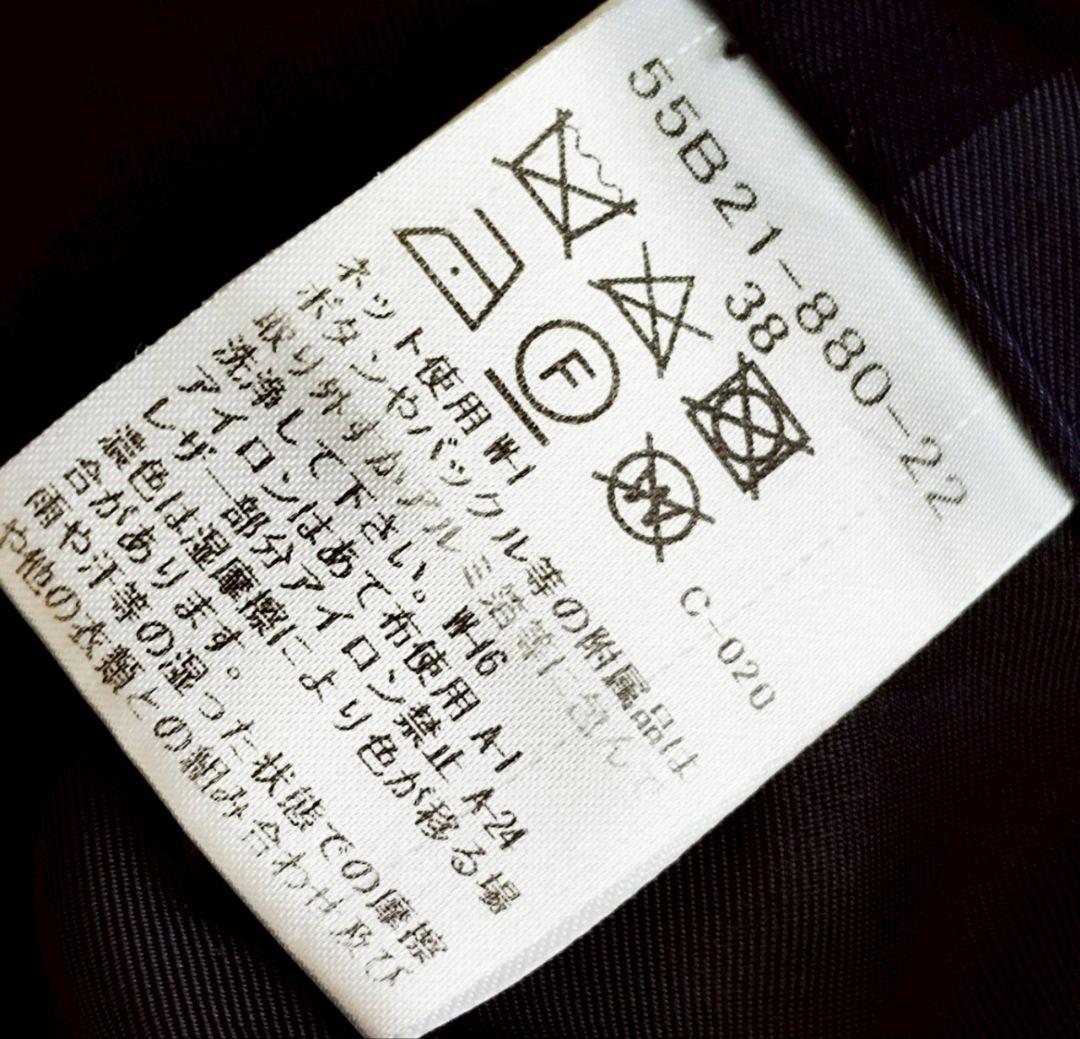 55B21-880-22
38
F
W
C-020
ネット使用 W-1
ボタンやバックル等の附属品は
取り外すかアルミ箔等に包んで
洗浄して下さい。 W-16
アイロンはあて布使用 A-1
レザー部分アイロン禁止 A-24
濃色は湿摩擦により色が移る場
合があります。
雨や汗等の湿った状態での摩擦
や他の衣類との組み合わせ及び